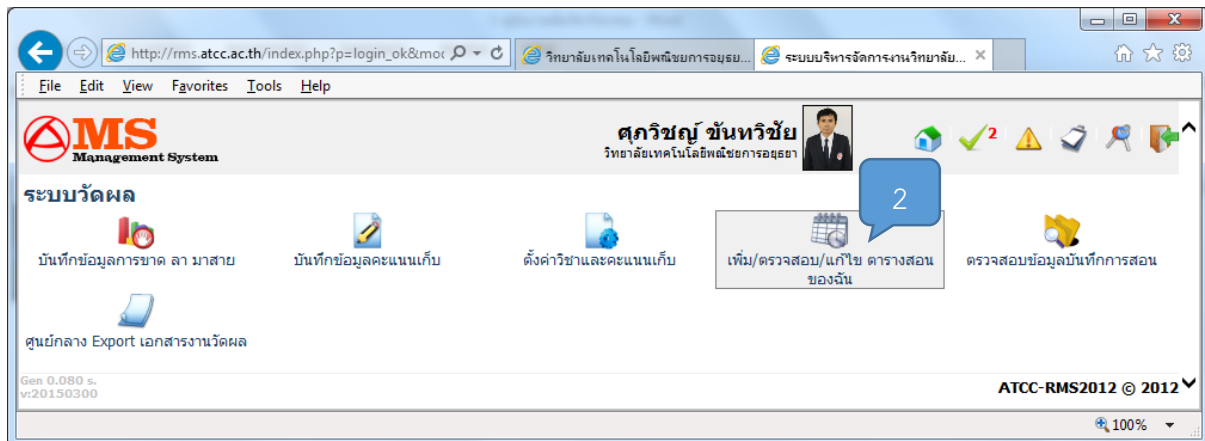 http://rms.atcc.ac.th/index.php?p=login_ok&moc
วิทยาลัยเทคโนโลยีพณิชยการอยุธย...
ระบบบริหารจัดการงานวิทยาลัย...
File Edit View Favorites Tools Help
MS
Management System
ศุภวิชญ์ ขันทวิชัย
วิทยาลัยเทคโนโลยีพณิชยการอยุธยา
2
ระบบวัดผล
2
บันทึกข้อมูลการขาด ลา มาสาย
บันทึกข้อมูลคะแนนเก็บ
ตั้งค่าวิชาและคะแนนเก็บ
เพิ่ม/ตรวจสอบ/แก้ไข ตารางสอน
ของฉัน
ตรวจสอบข้อมูลบันทึกการสอน
ศูนย์กลาง Export เอกสารงานวัดผล
Gen 0.080 s.
v:20150300
ATCC-RMS2012 © 2012
100%